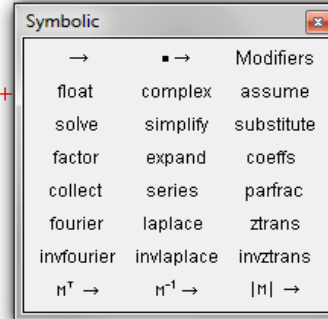 Symbolic
→ ▪ → Modifiers
float complex assume
solve simplify substitute
factor expand coeffs
collect series parfrac
fourier laplace ztrans
invfourier invlaplace invztrans
Mᵀ → M⁻¹ → |M| →